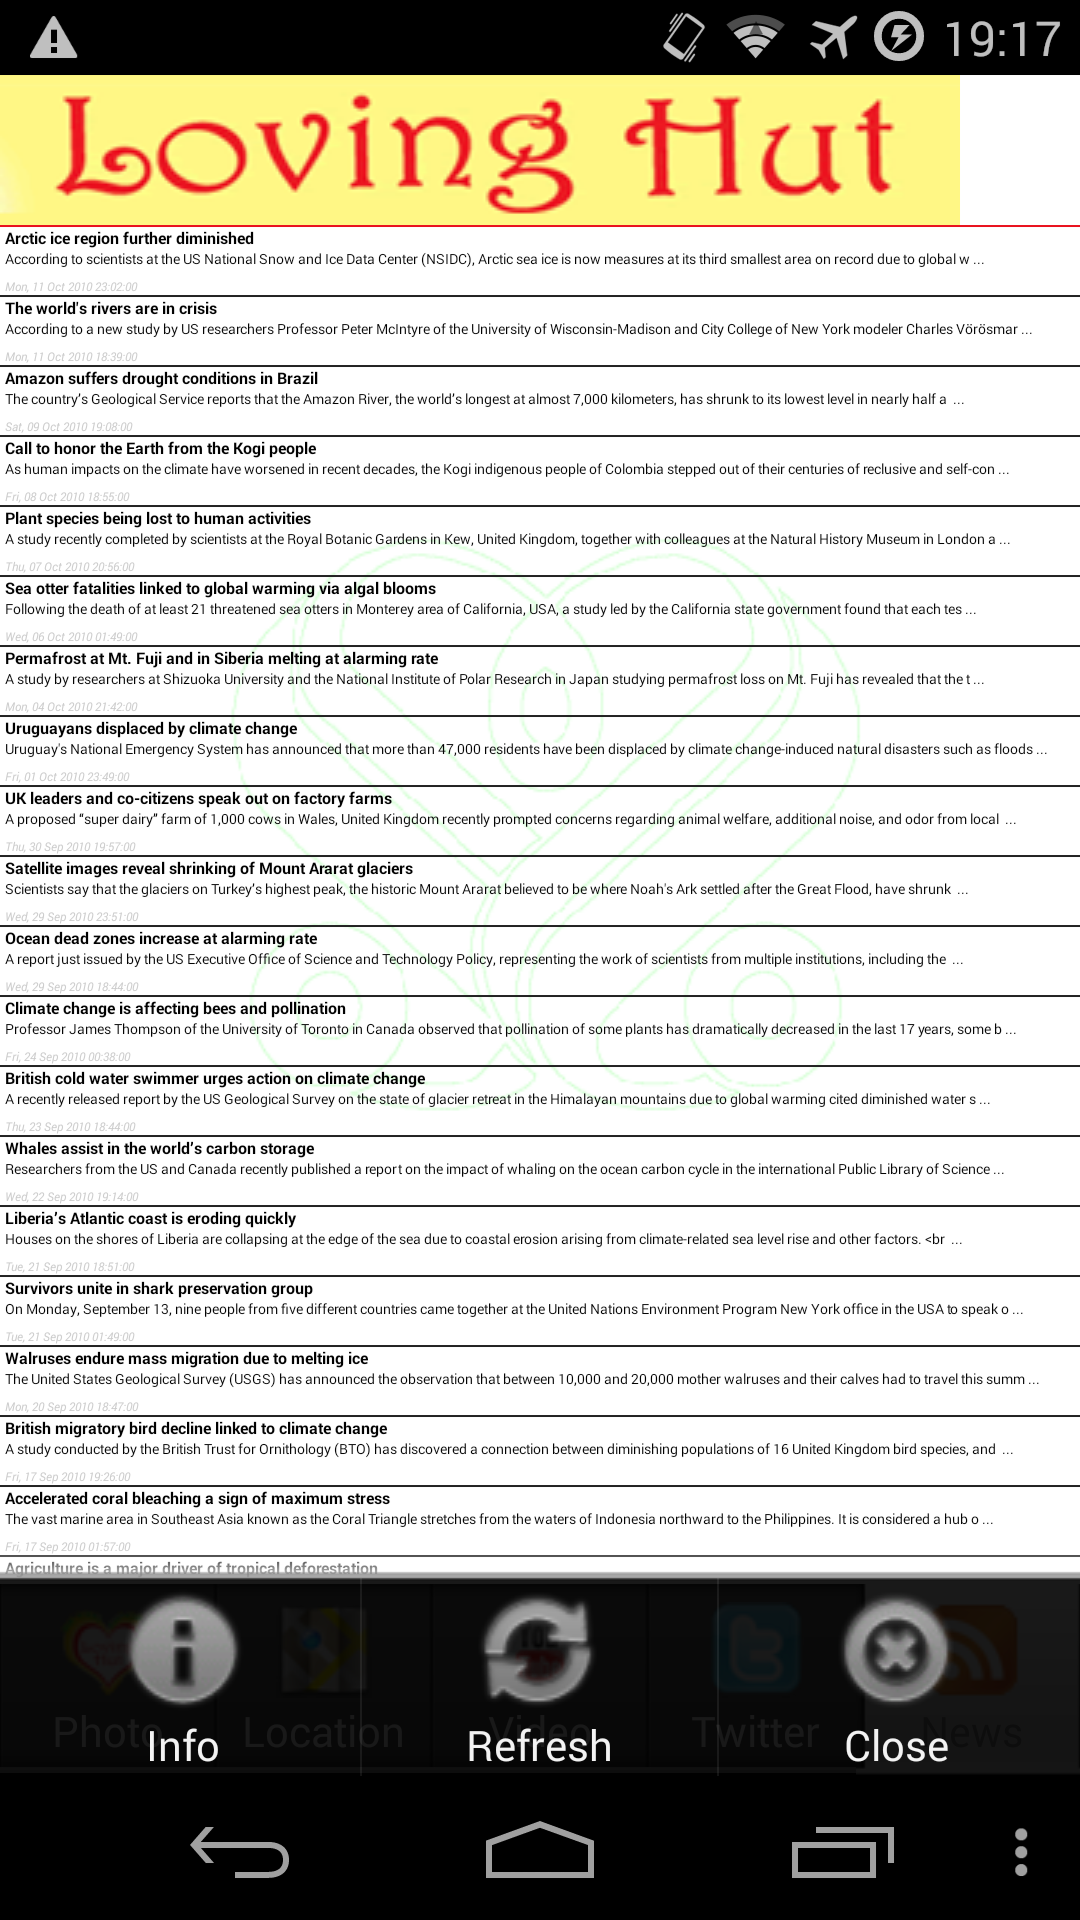 19:17
Loving Hut
Arctic ice region further diminished
According to scientists at the US National Snow and Ice Data Center (NSIDC), Arctic sea ice is now measures at its third smallest area on record due to global w ...
Mon, 11 Oct 2010 23:02:00
The world's rivers are in crisis
According to a new study by US researchers Professor Peter McIntyre of the University of Wisconsin-Madison and City College of New York modeler Charles Vörösmar ...
Mon, 11 Oct 2010 18:39:00
Amazon suffers drought conditions in Brazil
The country’s Geological Service reports that the Amazon River, the world’s longest at almost 7,000 kilometers, has shrunk to its lowest level in nearly half a ...
Sat, 09 Oct 2010 19:08:00
Call to honor the Earth from the Kogi people
As human impacts on the climate have worsened in recent decades, the Kogi indigenous people of Colombia stepped out of their centuries of reclusive and self-con ...
Fri, 08 Oct 2010 18:55:00
Plant species being lost to human activities
A study recently completed by scientists at the Royal Botanic Gardens in Kew, United Kingdom, together with colleagues at the Natural History Museum in London a ...
Thu, 07 Oct 2010 20:56:00
Sea otter fatalities linked to global warming via algal blooms
Following the death of at least 21 threatened sea otters in Monterey area of California, USA, a study led by the California state government found that each tes ...
Wed, 06 Oct 2010 01:49:00
Permafrost at Mt. Fuji and in Siberia melting at alarming rate
A study by researchers at Shizuoka University and the National Institute of Polar Research in Japan studying permafrost loss on Mt. Fuji has revealed that the t ...
Mon, 04 Oct 2010 21:42:00
Uruguayans displaced by climate change
Uruguay's National Emergency System has announced that more than 47,000 residents have been displaced by climate change-induced natural disasters such as floods ...
Fri, 01 Oct 2010 23:49:00
UK leaders and co-citizens speak out on factory farms
A proposed “super dairy” farm of 1,000 cows in Wales, United Kingdom recently prompted concerns regarding animal welfare, additional noise, and odor from local ...
Thu, 30 Sep 2010 19:57:00
Satellite images reveal shrinking of Mount Ararat glaciers
Scientists say that the glaciers on Turkey’s highest peak, the historic Mount Ararat believed to be where Noah's Ark settled after the Great Flood, have shrunk ...
Wed, 29 Sep 2010 23:51:00
Ocean dead zones increase at alarming rate
A report just issued by the US Executive Office of Science and Technology Policy, representing the work of scientists from multiple institutions, including the ...
Wed, 29 Sep 2010 18:44:00
Climate change is affecting bees and pollination
Professor James Thompson of the University of Toronto in Canada observed that pollination of some plants has dramatically decreased in the last 17 years, some b ...
Fri, 24 Sep 2010 00:38:00
British cold water swimmer urges action on climate change
A recently released report by the US Geological Survey on the state of glacier retreat in the Himalayan mountains due to global warming cited diminished water s ...
Thu, 23 Sep 2010 18:44:00
Whales assist in the world’s carbon storage
Researchers from the US and Canada recently published a report on the impact of whaling on the ocean carbon cycle in the international Public Library of Science ...
Wed, 22 Sep 2010 19:14:00
Liberia’s Atlantic coast is eroding quickly
Houses on the shores of Liberia are collapsing at the edge of the sea due to coastal erosion arising from climate-related sea level rise and other factors. <br ...
Tue, 21 Sep 2010 18:51:00
Survivors unite in shark preservation group
On Monday, September 13, nine people from five different countries came together at the United Nations Environment Program New York office in the USA to speak o ...
Tue, 21 Sep 2010 01:49:00
Walruses endure mass migration due to melting ice
The United States Geological Survey (USGS) has announced the observation that between 10,000 and 20,000 mother walruses and their calves had to travel this summ ...
Mon, 20 Sep 2010 18:47:00
British migratory bird decline linked to climate change
A study conducted by the British Trust for Ornithology (BTO) has discovered a connection between diminishing populations of 16 United Kingdom bird species, and ...
Fri, 17 Sep 2010 19:26:00
Accelerated coral bleaching a sign of maximum stress
The vast marine area in Southeast Asia known as the Coral Triangle stretches from the waters of Indonesia northward to the Philippines. It is considered a hub o ...
Fri, 17 Sep 2010 01:57:00
Agriculture is a major driver of tropical deforestation
Photo Location Video Twitter News
Info Refresh Close